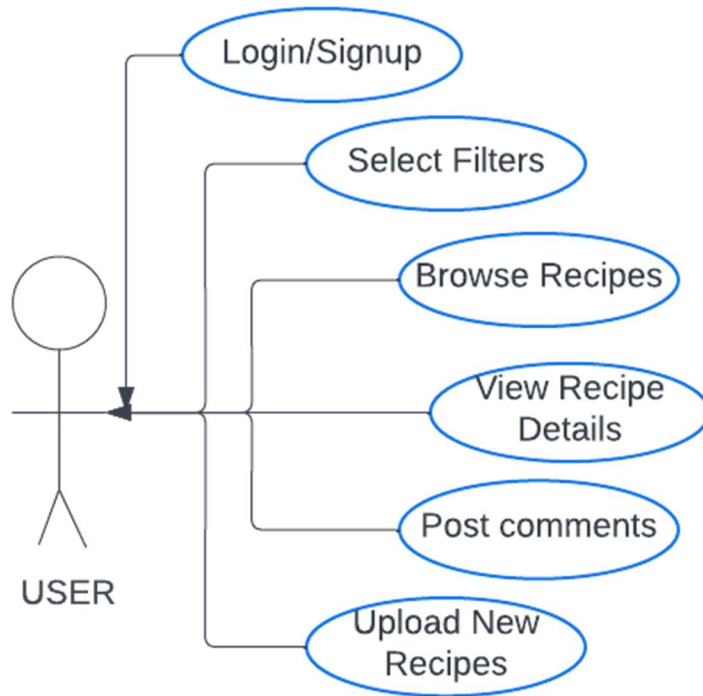 Login/Signup
Select Filters
Browse Recipes
View Recipe
Details
Post comments
USER
Upload New
Recipes